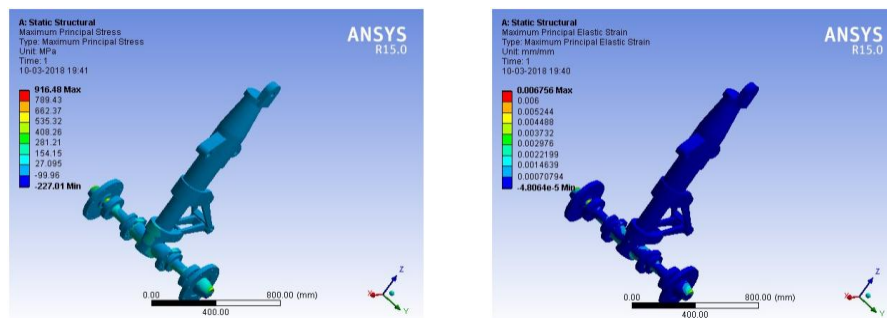 A: Static Structural
Maximum Principal Stress
Type: Maximum Principal Stress
Unit: MPa
Time: 1
10-03-2018 19:41
ANSYS
R15.0
916.48 Max
789.43
662.37
535.32
408.26
281.21
154.15
27.095
-99.96
-227.01 Min
0.00
800.00 (mm)
400.00
X
Y
Z
A: Static Structural
Maximum Principal Elastic Strain
Type: Maximum Principal Elastic Strain
Unit: mm/mm
Time: 1
10-03-2018 19:40
ANSYS
R15.0
0.006756 Max
0.006
0.005244
0.004488
0.003732
0.002976
0.0022199
0.0014639
0.00070794
-4.8064e-5 Min
0.00
800.00 (mm)
400.00
X
Y
Z